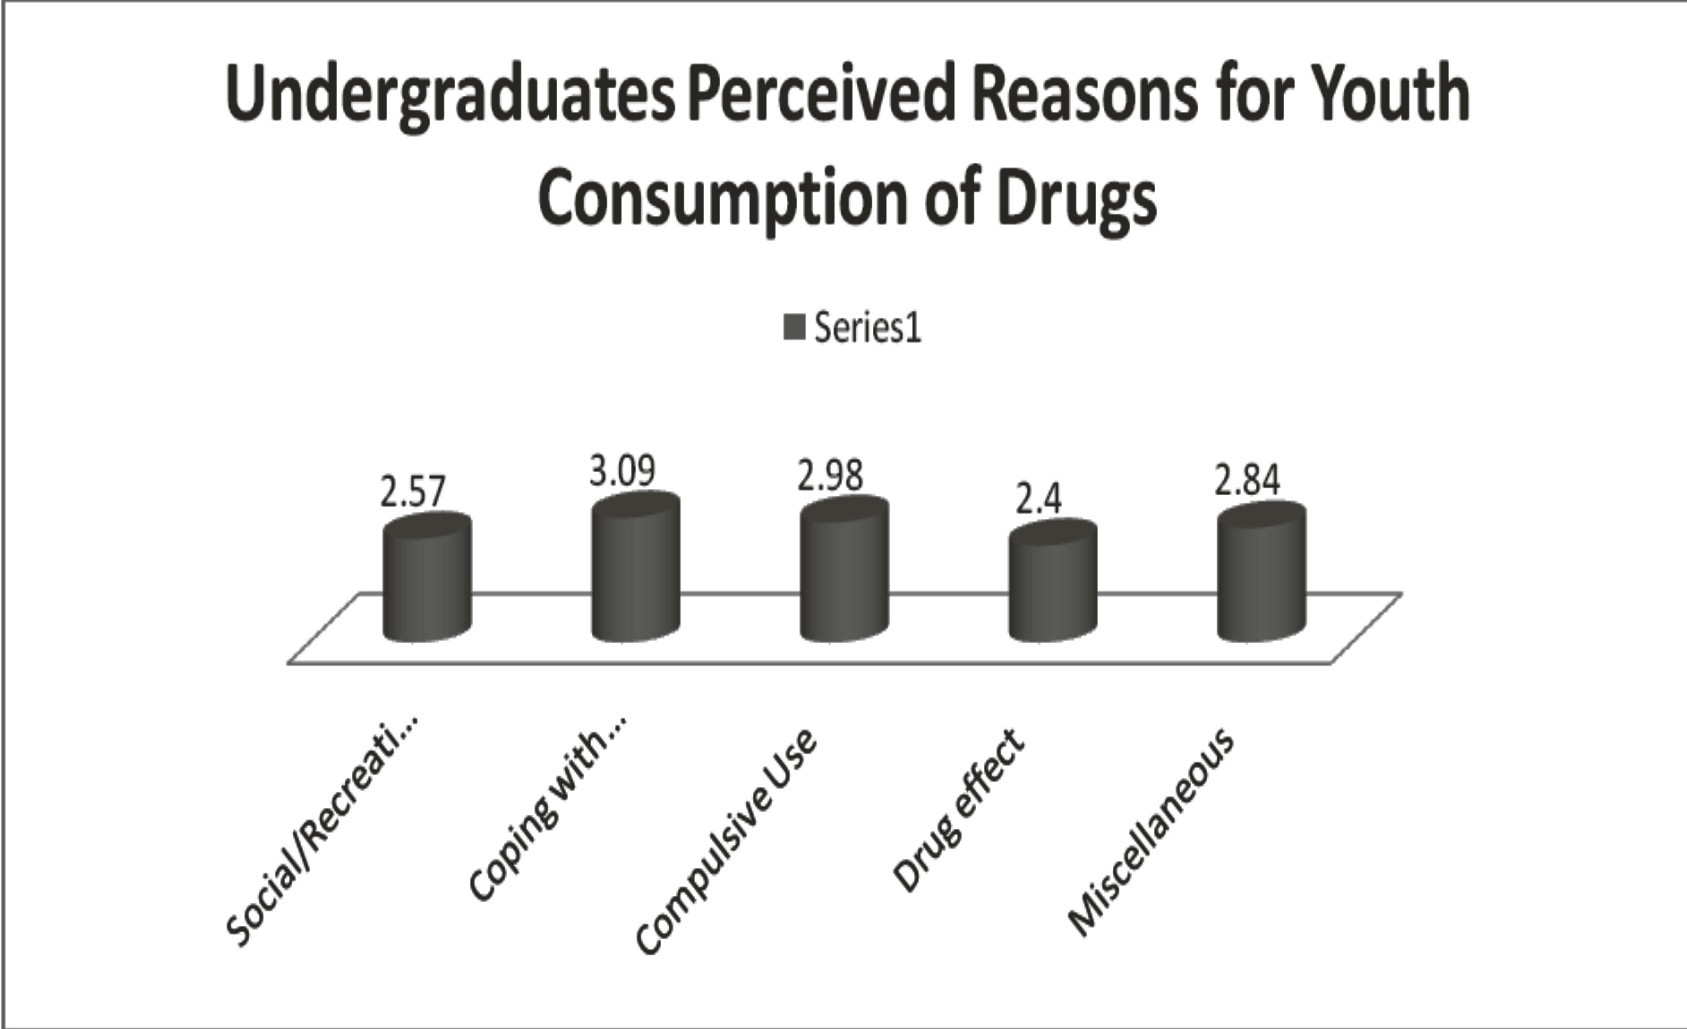 Undergraduates Perceived Reasons for Youth
Consumption of Drugs
Series1
2.57
3.09
2.98
2.4
2.84
Social/Recreati...
Coping with...
Compulsive Use
Drug effect
Miscellaneous